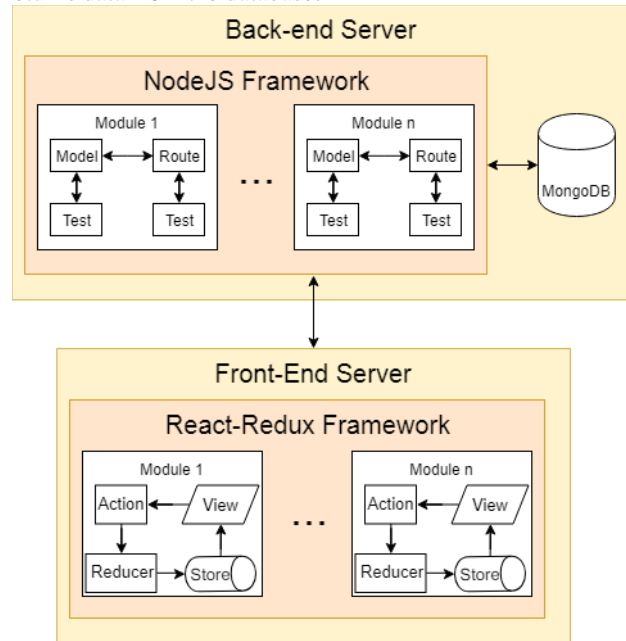 Back-end Server
NodeJS Framework
Module 1
Model
Route
Test
Test
...
Module n
Model
Route
Test
Test
MongoDB
Front-End Server
React-Redux Framework
Module 1
Action
View
Reducer
Store
...
Module n
Action
View
Reducer
Store